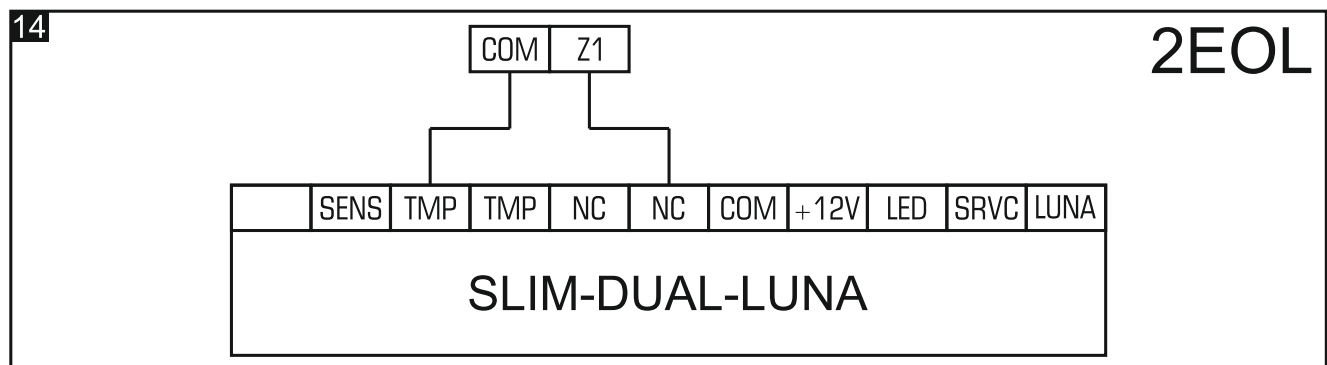 14
2EOL
COM Z1
SENS TMP TMP NC NC COM +12V LED SRVC LUNA
SLIM-DUAL-LUNA